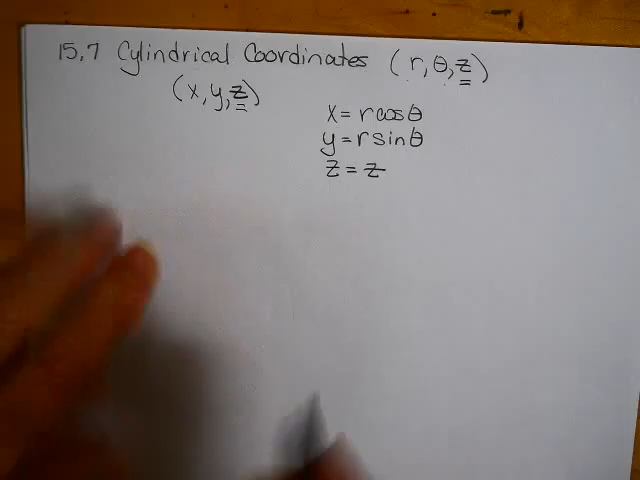 15.7 Cylindrical Coordinates (r, θ, z)
(x, y, z)
x = r cos θ
y = r sin θ
z = z